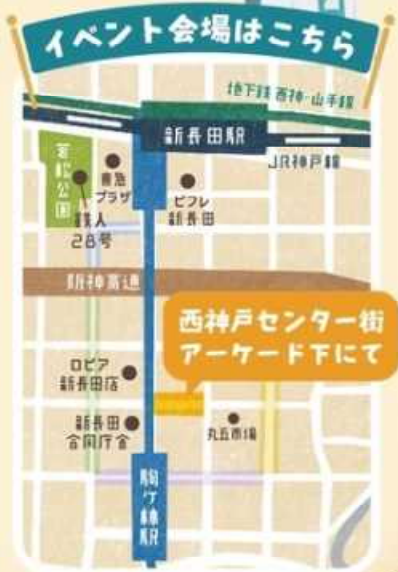 イベント会場はこちら
地下鉄 西神・山手線
新長田駅
JR神戸線
若松公園
東急
プラザ
鉄人
28号
ピフレ
新長田
阪神高速
西神戸センター街
アーケード下にて
ロピア
新長田店
新長田
合同庁舎
丸五市場
駒ヶ林駅